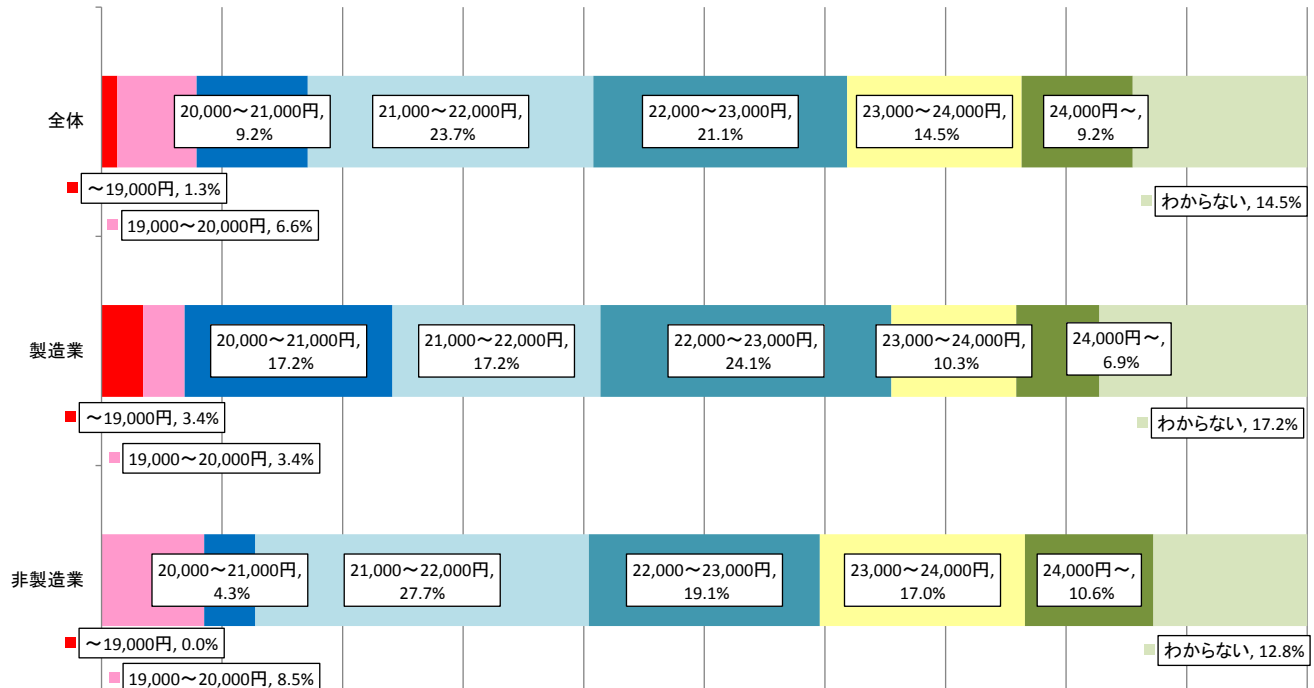 全体
20,000～21,000円,
9.2%
21,000～22,000円,
23.7%
22,000～23,000円,
21.1%
23,000～24,000円,
14.5%
24,000円～,
9.2%
～19,000円, 1.3%
19,000～20,000円, 6.6%
わからない, 14.5%
製造業
20,000～21,000円,
17.2%
21,000～22,000円,
17.2%
22,000～23,000円,
24.1%
23,000～24,000円,
10.3%
24,000円～,
6.9%
～19,000円, 3.4%
19,000～20,000円, 3.4%
わからない, 17.2%
非製造業
20,000～21,000円,
4.3%
21,000～22,000円,
27.7%
22,000～23,000円,
19.1%
23,000～24,000円,
17.0%
24,000円～,
10.6%
～19,000円, 0.0%
19,000～20,000円, 8.5%
わからない, 12.8%